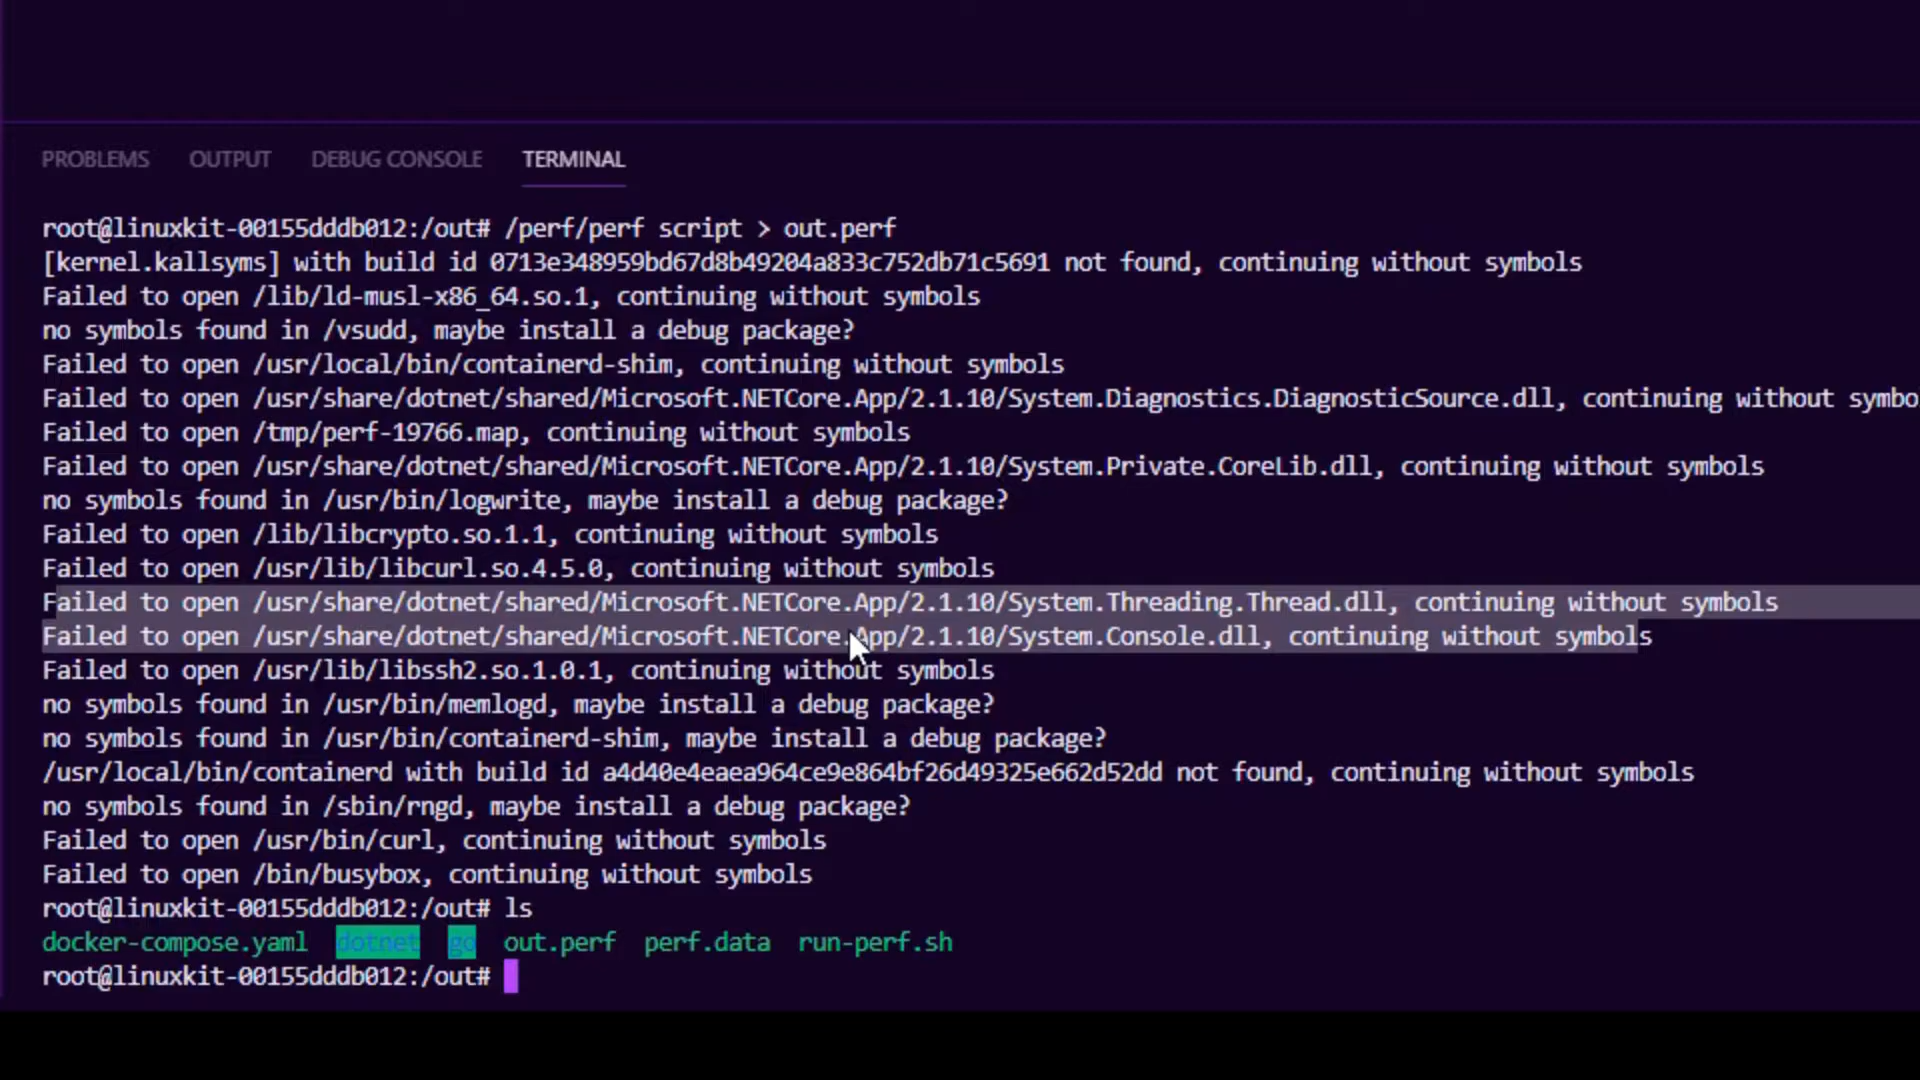 PROBLEMS OUTPUT DEBUG CONSOLE TERMINAL
root@linuxkit-00155dddb012:/out# /perf/perf script > out.perf
[kernel.kallsyms] with build id 0713e348959bd67d8b49204a833c752db71c5691 not found, continuing without symbols
Failed to open /lib/ld-musl-x86_64.so.1, continuing without symbols
no symbols found in /vsudd, maybe install a debug package?
Failed to open /usr/local/bin/containerd-shim, continuing without symbols
Failed to open /usr/share/dotnet/shared/Microsoft.NETCore.App/2.1.10/System.Diagnostics.DiagnosticSource.dll, continuing without symbo
Failed to open /tmp/perf-19766.map, continuing without symbols
Failed to open /usr/share/dotnet/shared/Microsoft.NETCore.App/2.1.10/System.Private.CoreLib.dll, continuing without symbols
no symbols found in /usr/bin/logwrite, maybe install a debug package?
Failed to open /lib/libcrypto.so.1.1, continuing without symbols
Failed to open /usr/lib/libcurl.so.4.5.0, continuing without symbols
Failed to open /usr/share/dotnet/shared/Microsoft.NETCore.App/2.1.10/System.Threading.Thread.dll, continuing without symbols
Failed to open /usr/share/dotnet/shared/Microsoft.NETCore.App/2.1.10/System.Console.dll, continuing without symbols
Failed to open /usr/lib/libssh2.so.1.0.1, continuing without symbols
no symbols found in /usr/bin/memlogd, maybe install a debug package?
no symbols found in /usr/bin/containerd-shim, maybe install a debug package?
/usr/local/bin/containerd with build id a4d40e4eaea964ce9e864bf26d49325e662d52dd not found, continuing without symbols
no symbols found in /sbin/rngd, maybe install a debug package?
Failed to open /usr/bin/curl, continuing without symbols
Failed to open /bin/busybox, continuing without symbols
root@linuxkit-00155dddb012:/out# ls
docker-compose.yaml dotnet go out.perf perf.data run-perf.sh
root@linuxkit-00155dddb012:/out#